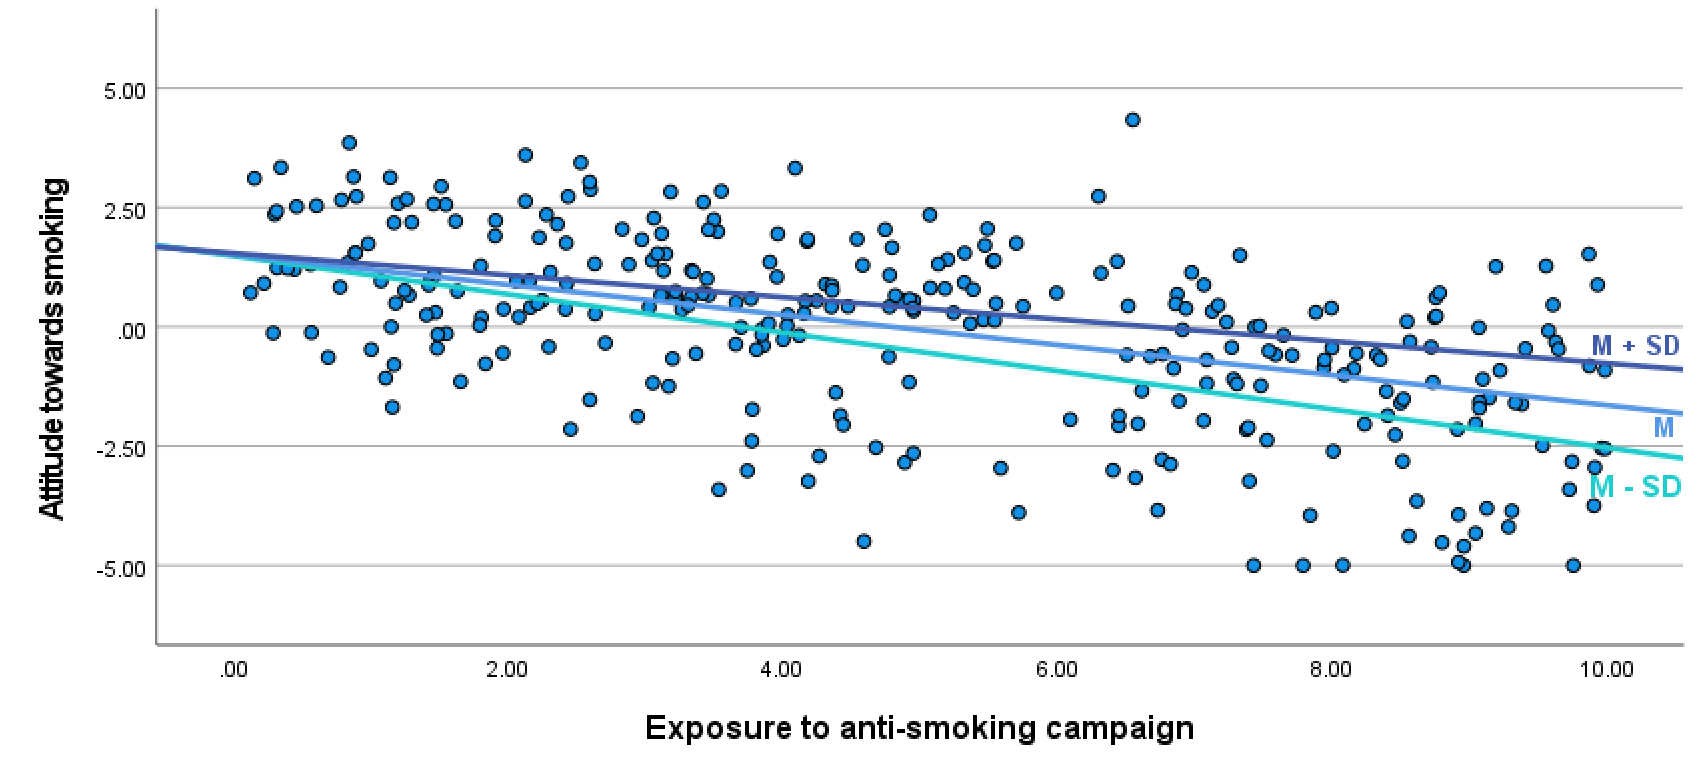 5.00
2.50
.00
-2.50
-5.00
Attitude towards smoking
M + SD
M
M - SD
.00 2.00 4.00 6.00 8.00 10.00
Exposure to anti-smoking campaign